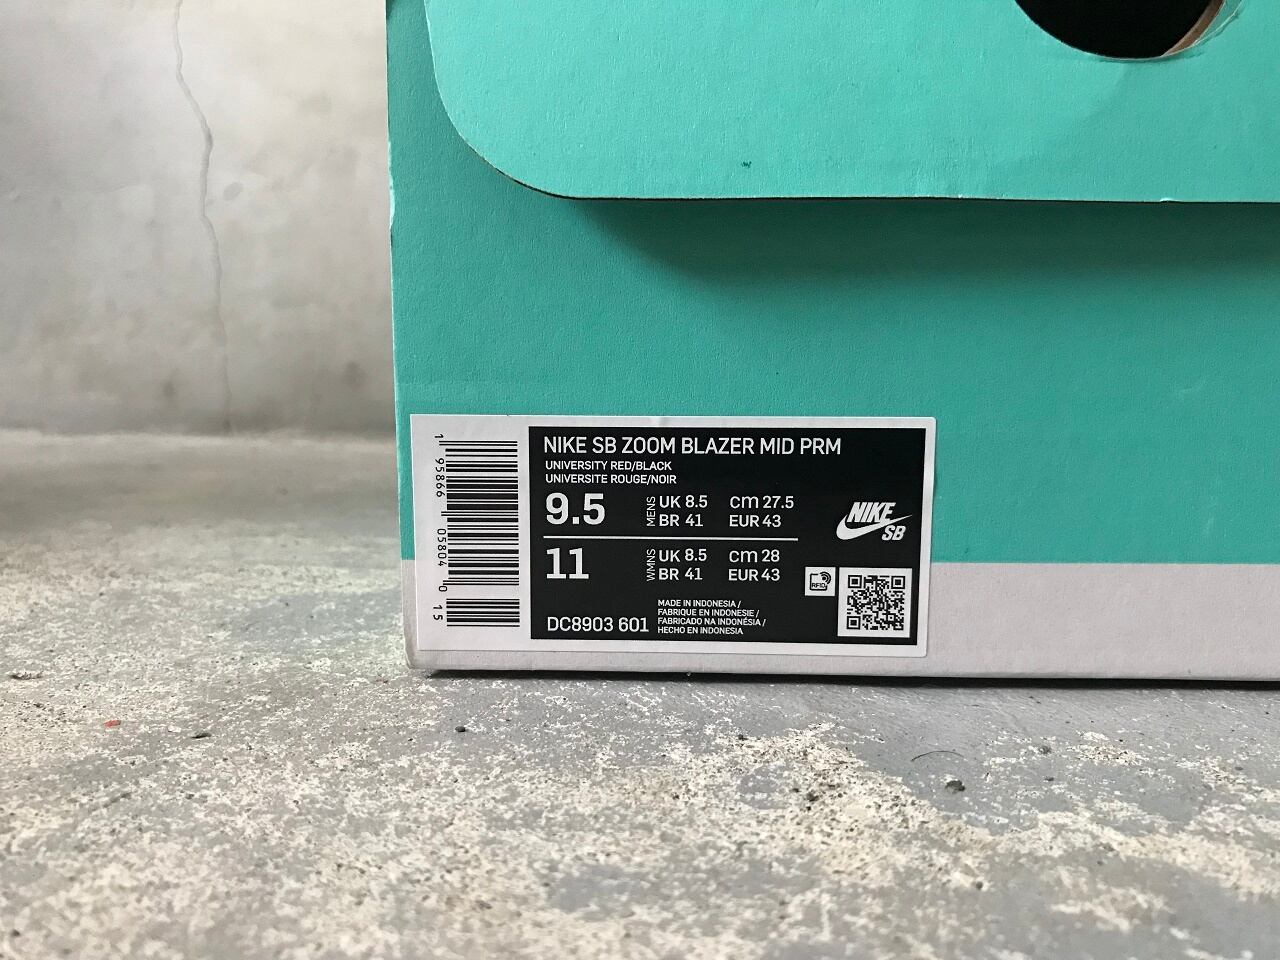 NIKE SB ZOOM BLAZER MID PRM
UNIVERSITY RED/BLACK
UNIVERSITE ROUGE/NOIR
9.5 MENS UK 8.5 cm 27.5
BR 41 EUR 43
11 WMNS UK 8.5 cm 28
BR 41 EUR 43
DC8903 601
MADE IN INDONESIA /
FABRIQUE EN INDONESIE /
FABRICADO NA INDONÉSIA /
HECHO EN INDONESIA
NIKE
SB
RFID
1 95866 05804 0 15